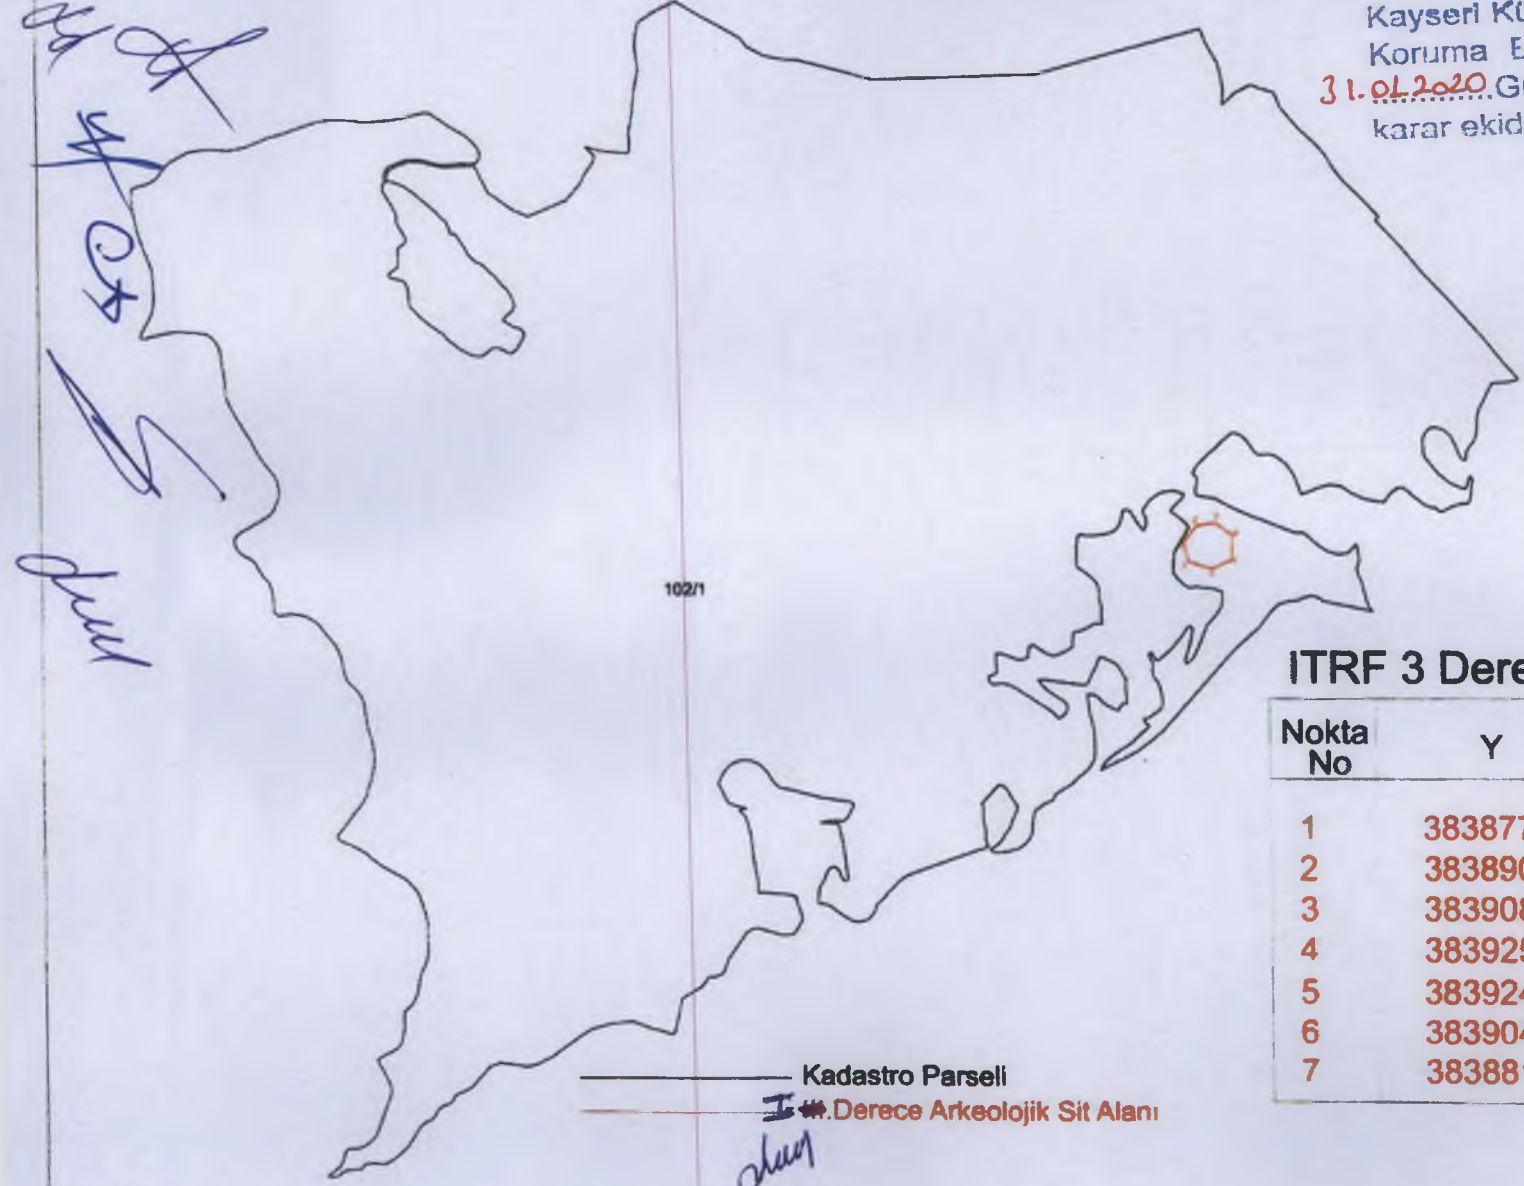 Kayseri Kü
Koruma
31.01.2020.
karar ekid
102/1
ITRF 3 Dere
Nokta No Y
1 383877
2 383890
3 383908
4 383925
5 383924
6 383904
7 38388
Kadastro Parseli
I .Derece Arkeolojik Sit Alanı